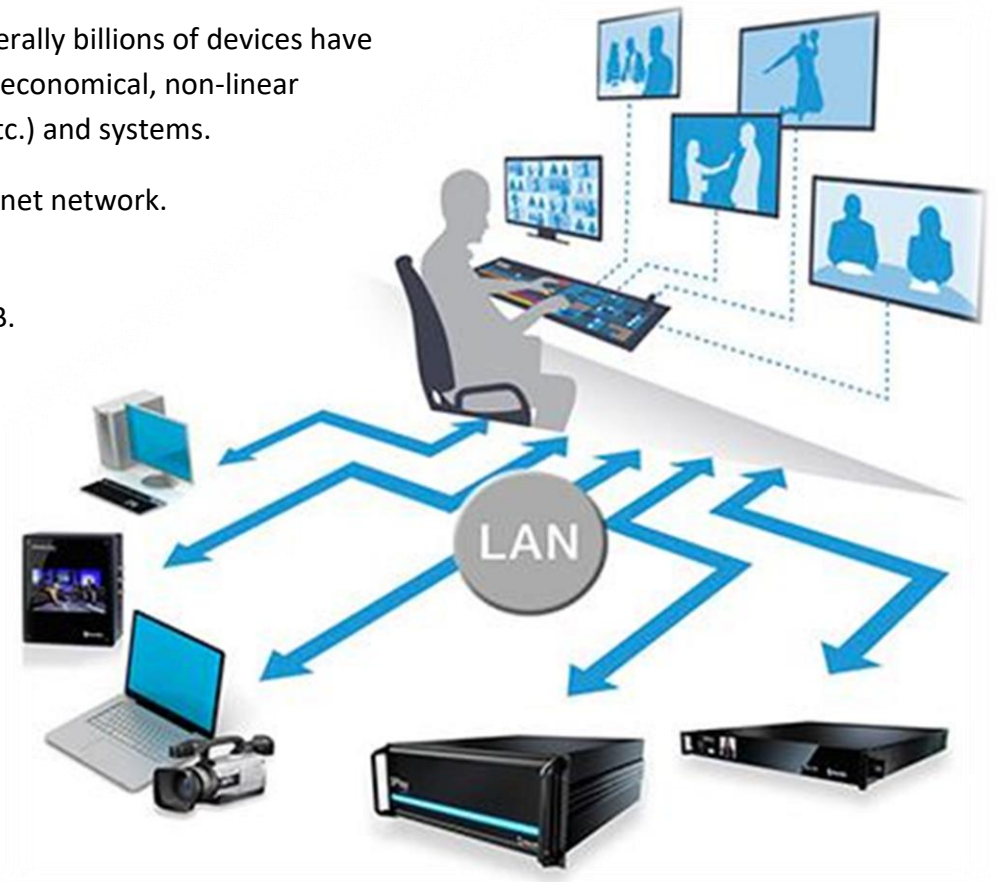 erally billions of devices have
economical, non-linear
tc.) and systems.
net network.
3.
LAN